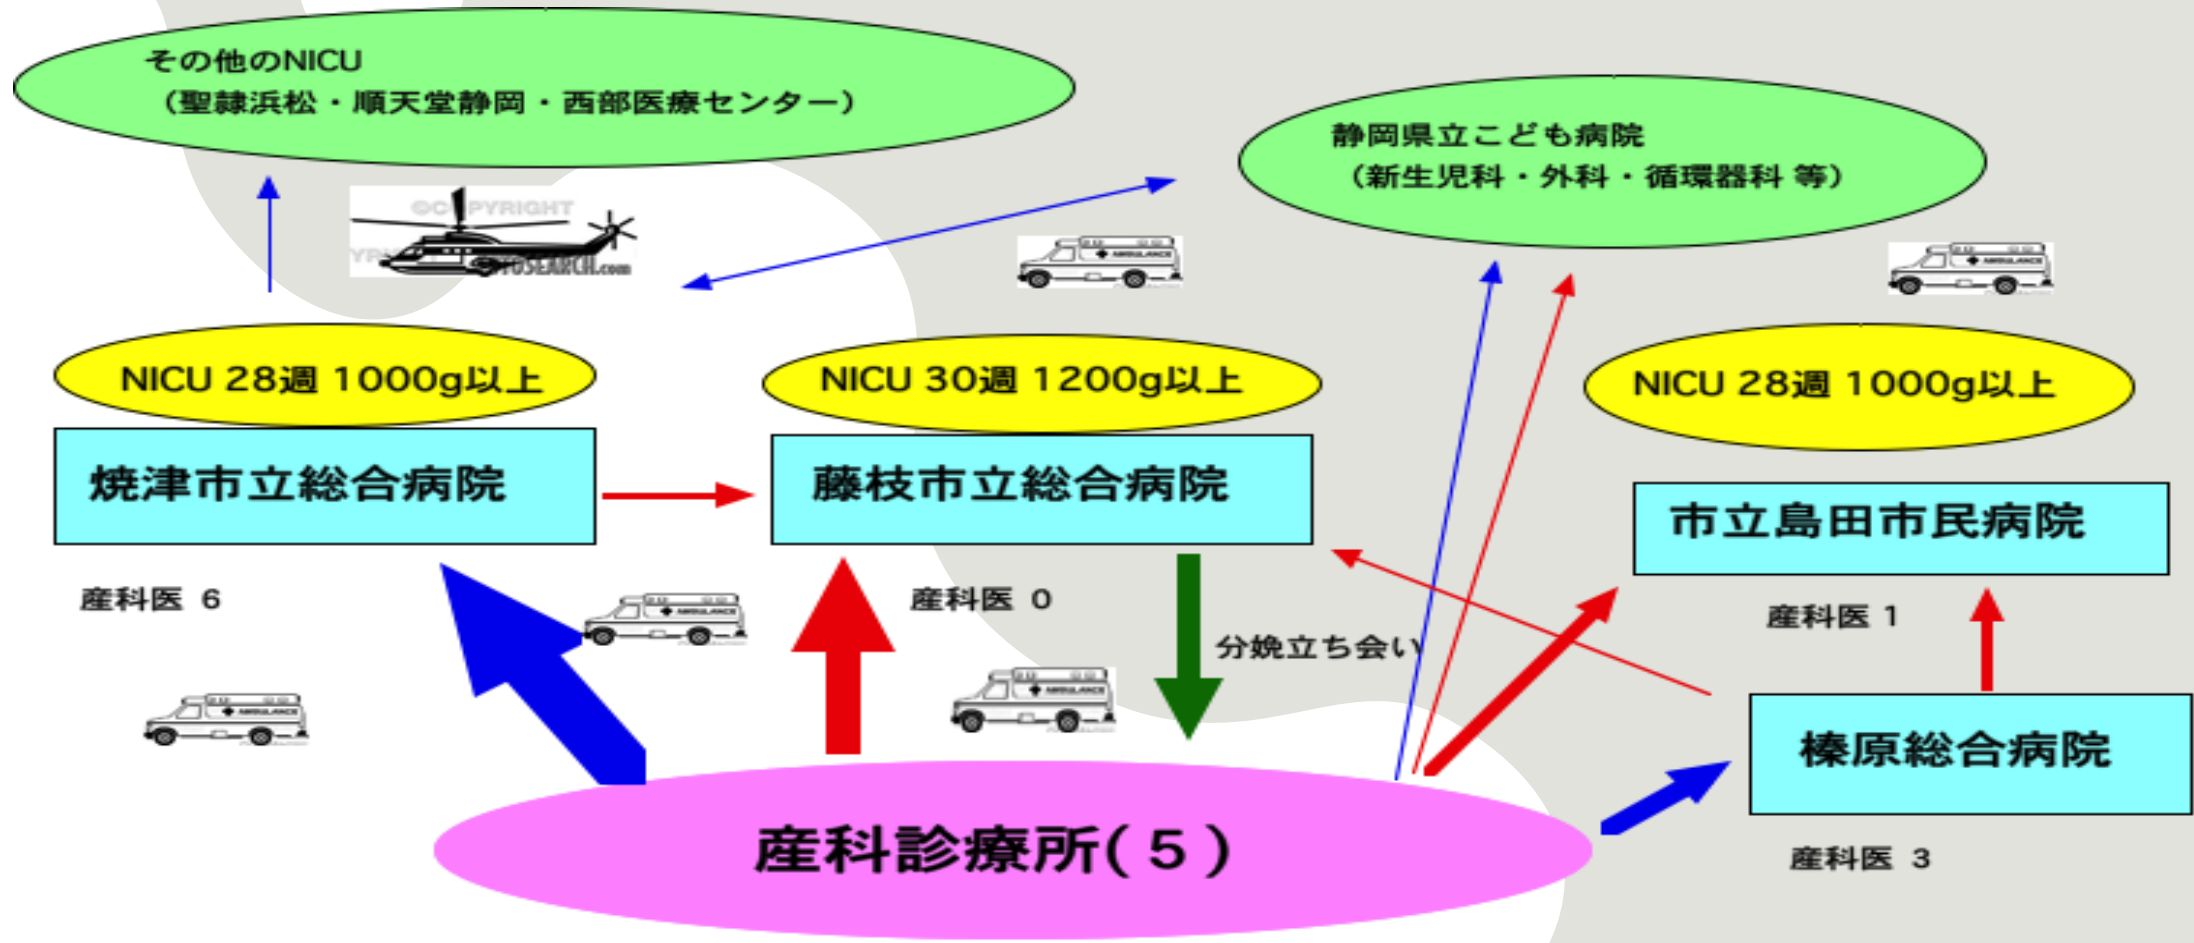 その他のNICU
（聖隷浜松・順天堂静岡・西部医療センター）
静岡県立こども病院
（新生児科・外科・循環器科 等）
©COPYRIGHT
AMBULANCE
AMBULANCE
NICU 28週 1000g以上
NICU 30週 1200g以上
NICU 28週 1000g以上
焼津市立総合病院
藤枝市立総合病院
市立島田市民病院
産科医 6
産科医 0
産科医 1
AMBULANCE
分娩立ち会い
AMBULANCE
AMBULANCE
榛原総合病院
産科診療所( 5 )
産科医 3